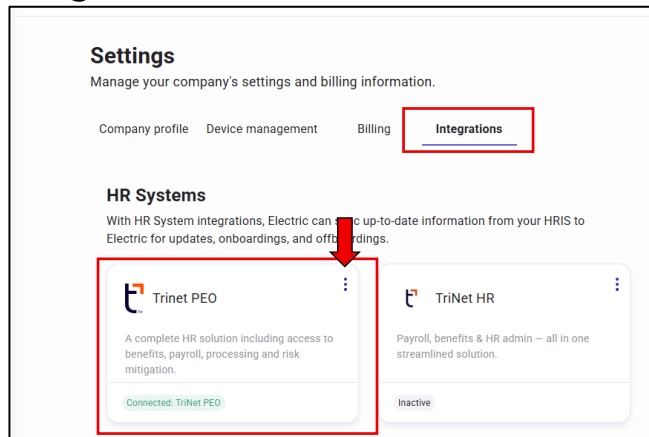 Settings
Manage your company's settings and billing information.
Company profile Device management Billing Integrations
HR Systems
With HR System integrations, Electric can c up-to-date information from your HRIS to
Electric for updates, onboardings, and offb rdings.
Trinet PEO
A complete HR solution including access to
benefits, payroll, processing and risk
mitigation.
Connected: TriNet PEO
TriNet HR
Payroll, benefits & HR admin — all in one
streamlined solution.
Inactive